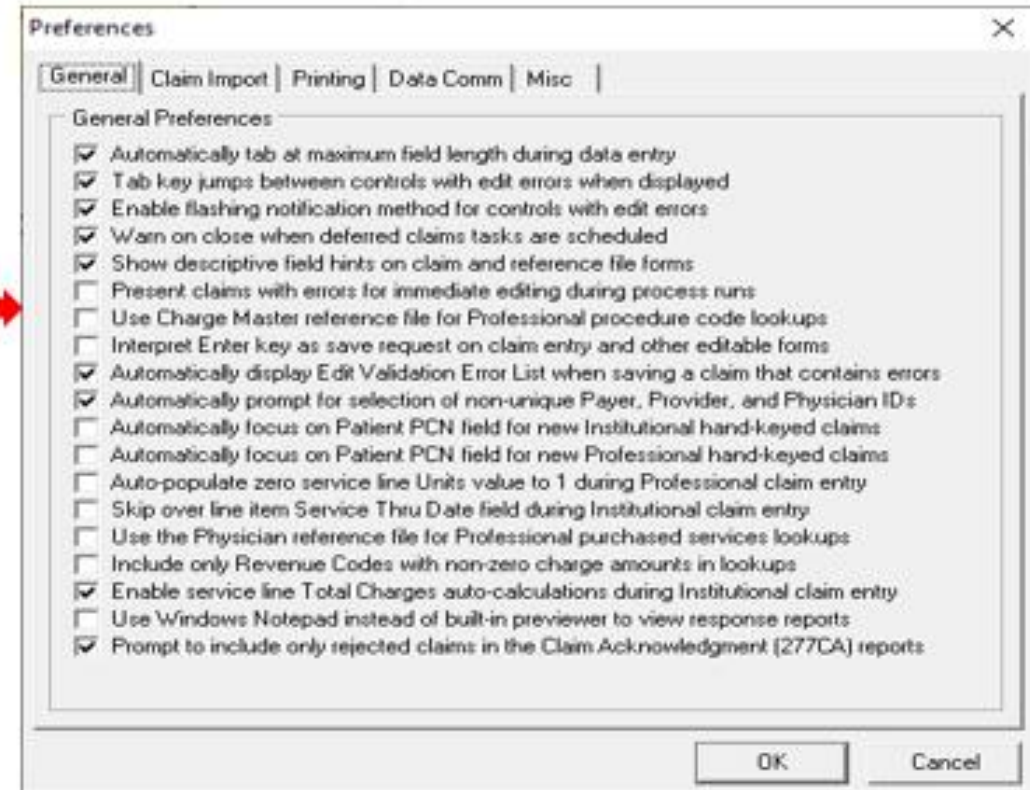 Preferences
General Claim Import Printing Data Comm Misc
General Preferences
Automatically tab at maximum field length during data entry
Tab key jumps between controls with edit errors when displayed
Enable flashing notification method for controls with edit errors
Warn on close when deferred claims tasks are scheduled
Show descriptive field hints on claim and reference file forms
Present claims with errors for immediate editing during process runs
Use Charge Master reference file for Professional procedure code lookups
Interpret Enter key as save request on claim entry and other editable forms
Automatically display Edit Validation Error List when saving a claim that contains errors
Automatically prompt for selection of non-unique Payer, Provider, and Physician IDs
Automatically focus on Patient PCN field for new Institutional hand-keyed claims
Automatically focus on Patient PCN field for new Professional hand-keyed claims
Auto-populate zero service line Units value to 1 during Professional claim entry
Skip over line item Service Thru Date field during Institutional claim entry
Use the Physician reference file for Professional purchased services lookups
Include only Revenue Codes with non-zero charge amounts in lookups
Enable service line Total Charges auto-calculations during Institutional claim entry
Use Windows Notepad instead of built-in previewer to view response reports
Prompt to include only rejected claims in the Claim Acknowledgment (277CA) reports
OK Cancel